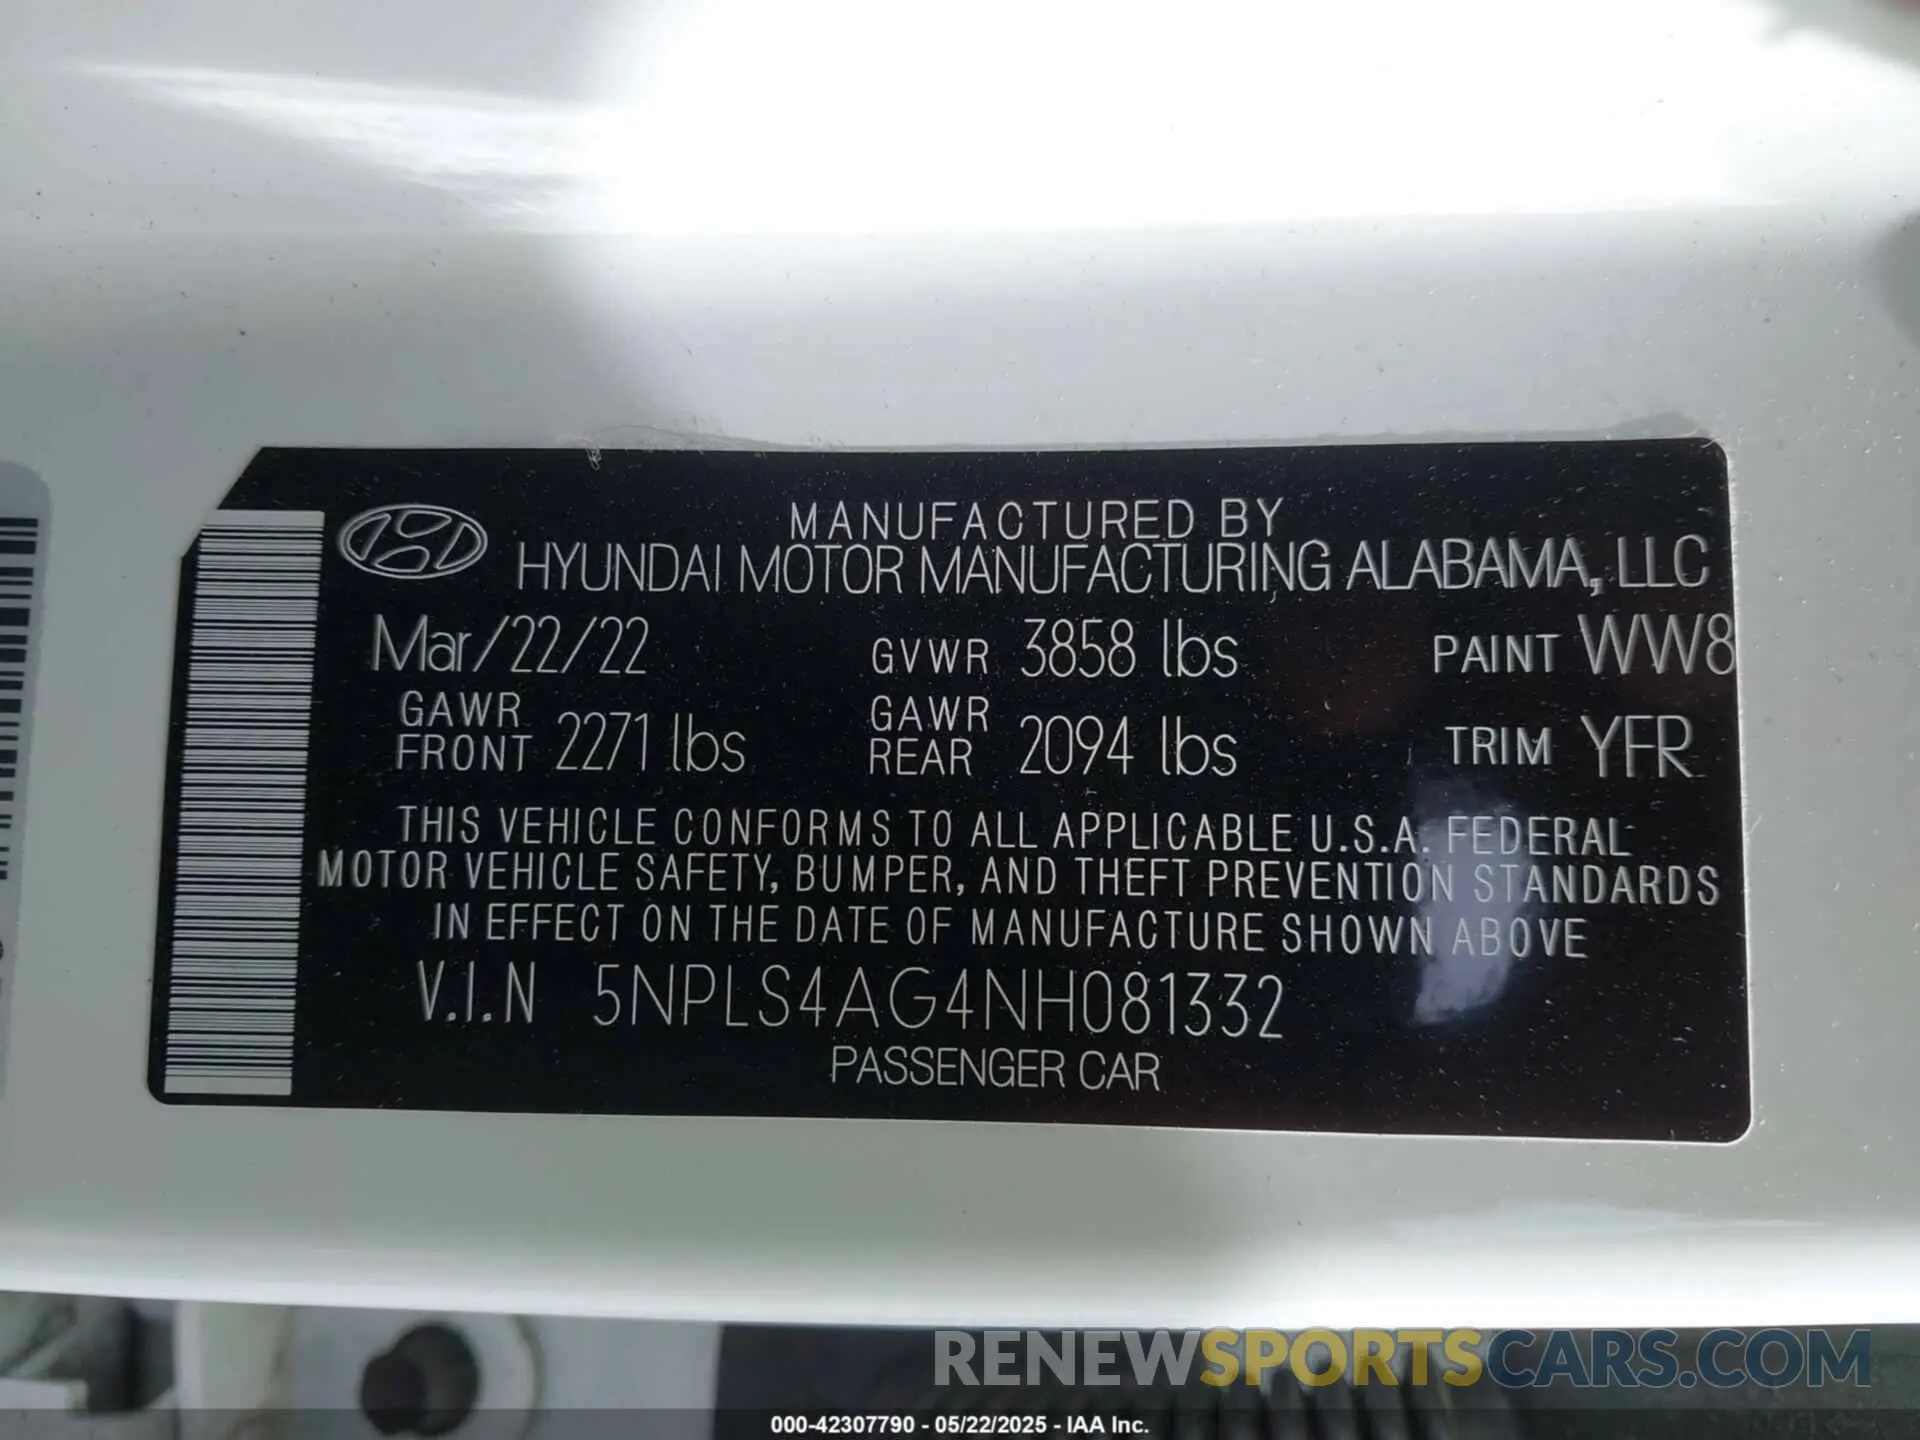 MANUFACTURED BY
HYUNDAI MOTOR MANUFACTURING ALABAMA, LLC
Mar/22/22 GVWR 3858 lbs PAINT WW8
GAWR FRONT 2271 lbs GAWR REAR 2094 lbs TRIM YFR
THIS VEHICLE CONFORMS TO ALL APPLICABLE U.S.A. FEDERAL
MOTOR VEHICLE SAFETY, BUMPER, AND THEFT PREVENTION STANDARDS
IN EFFECT ON THE DATE OF MANUFACTURE SHOWN ABOVE
V.I.N 5NPLS4AG4NH081332
PASSENGER CAR
RENEWSPORTSCARS.COM
000-42307790 - 05/22/2025 - IAA Inc.